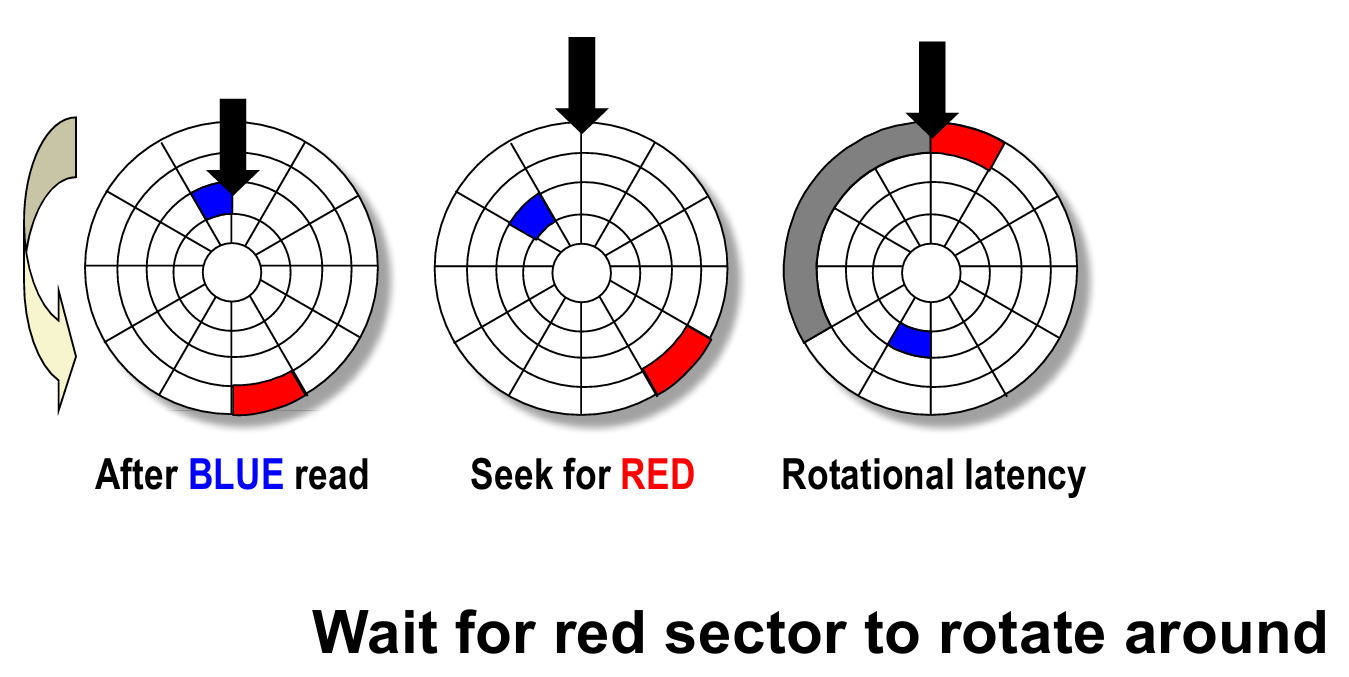 After BLUE read
Seek for RED
Rotational latency
Wait for red sector to rotate around